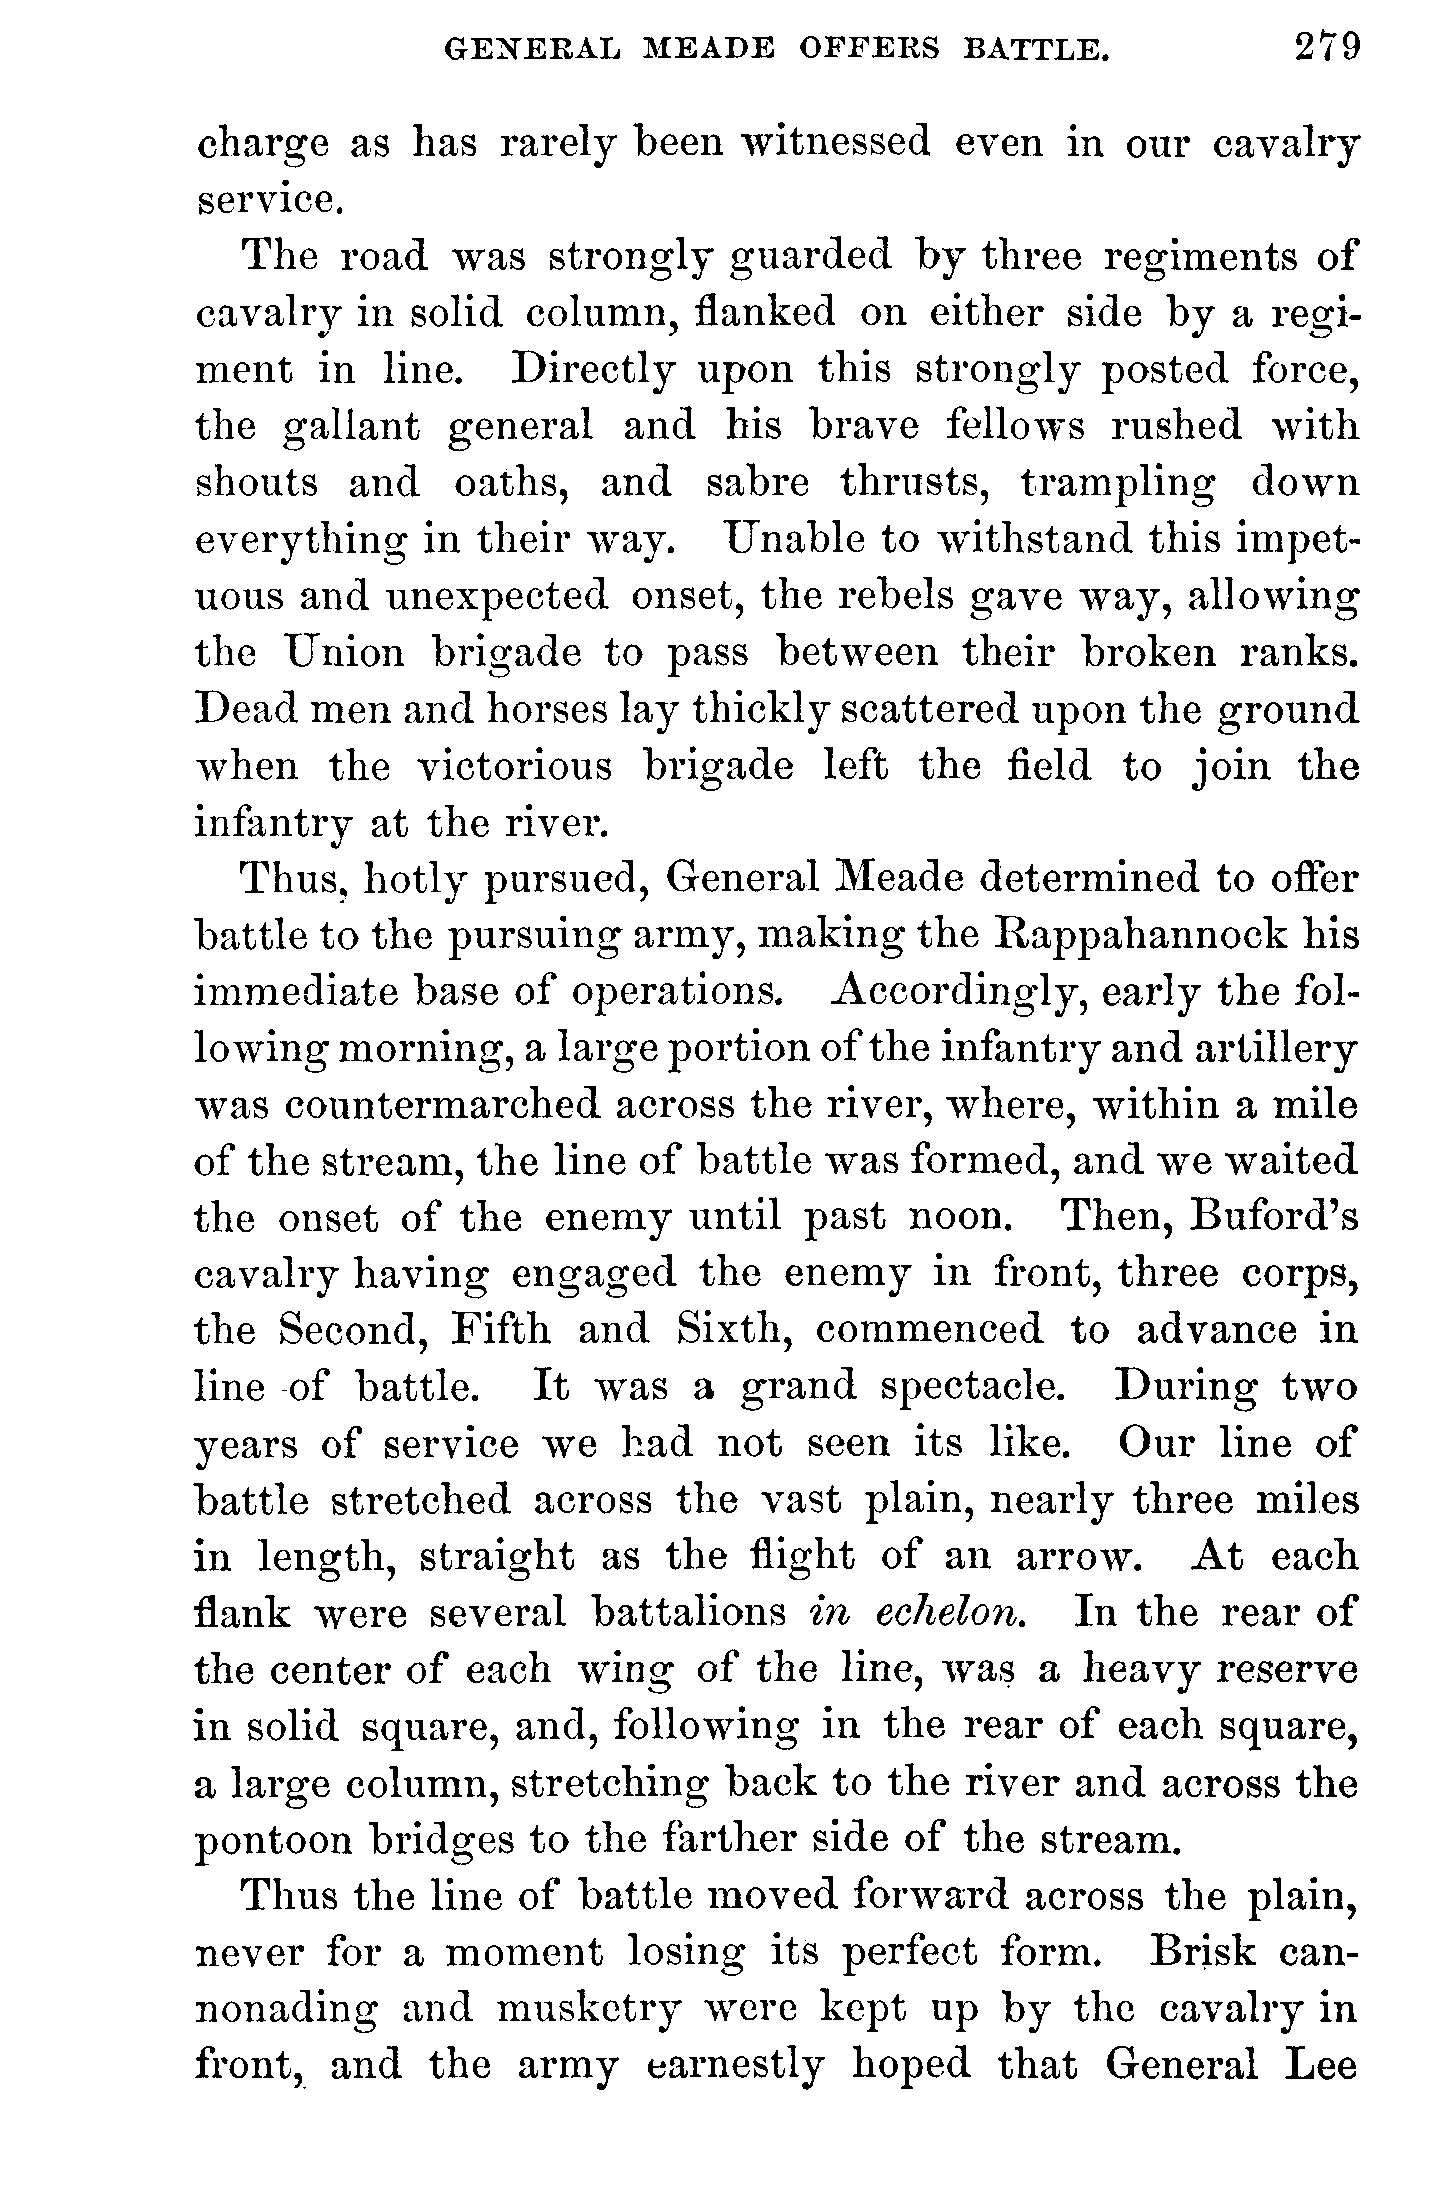 GENERAL MEADE OFFERS BATTLE. 279
charge as has rarely been witnessed even in our cavalry
service.
The road was strongly guarded by three regiments of
cavalry in solid column, flanked on either side by a regi-
ment in line. Directly upon this strongly posted force,
the gallant general and his brave fellows rushed with
shouts and oaths, and sabre thrusts, trampling down
everything in their way. Unable to withstand this impet-
uous and unexpected onset, the rebels gave way, allowing
the Union brigade to pass between their broken ranks.
Dead men and horses lay thickly scattered upon the ground
when the victorious brigade left the field to join the
infantry at the river.
Thus, hotly pursued, General Meade determined to offer
battle to the pursuing army, making the Rappahannock his
immediate base of operations. Accordingly, early the fol-
lowing morning, a large portion of the infantry and artillery
was countermarched across the river, where, within a mile
of the stream, the line of battle was formed, and we waited
the onset of the enemy until past noon. Then, Buford's
cavalry having engaged the enemy in front, three corps,
the Second, Fifth and Sixth, commenced to advance in
line of battle. It was a grand spectacle. During two
years of service we had not seen its like. Our line of
battle stretched across the vast plain, nearly three miles
in length, straight as the flight of an arrow. At each
flank were several battalions in echelon. In the rear of
the center of each wing of the line, was a heavy reserve
in solid square, and, following in the rear of each square,
a large column, stretching back to the river and across the
pontoon bridges to the farther side of the stream.
Thus the line of battle moved forward across the plain,
never for a moment losing its perfect form. Brisk can-
nonading and musketry were kept up by the cavalry in
front, and the army earnestly hoped that General Lee